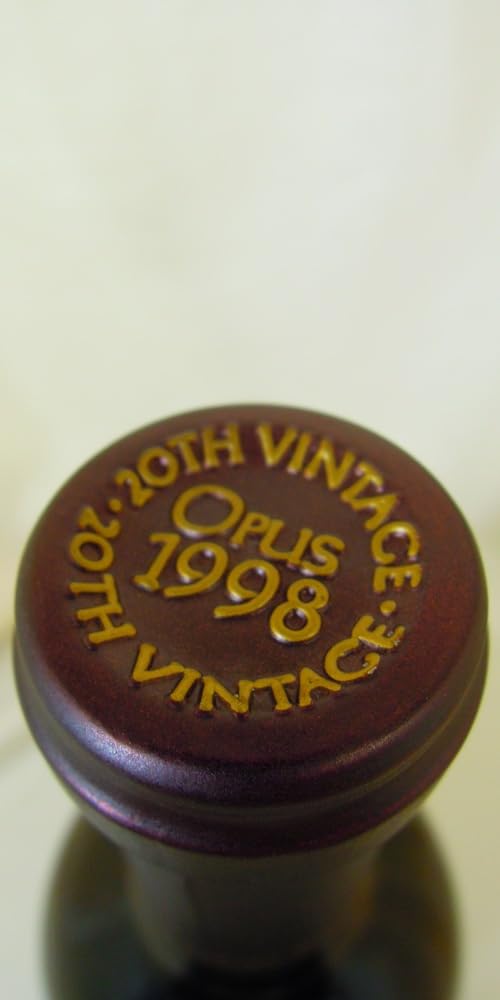 20TH VINTAGE ·
Opus
1998
20TH VINTAGE ·